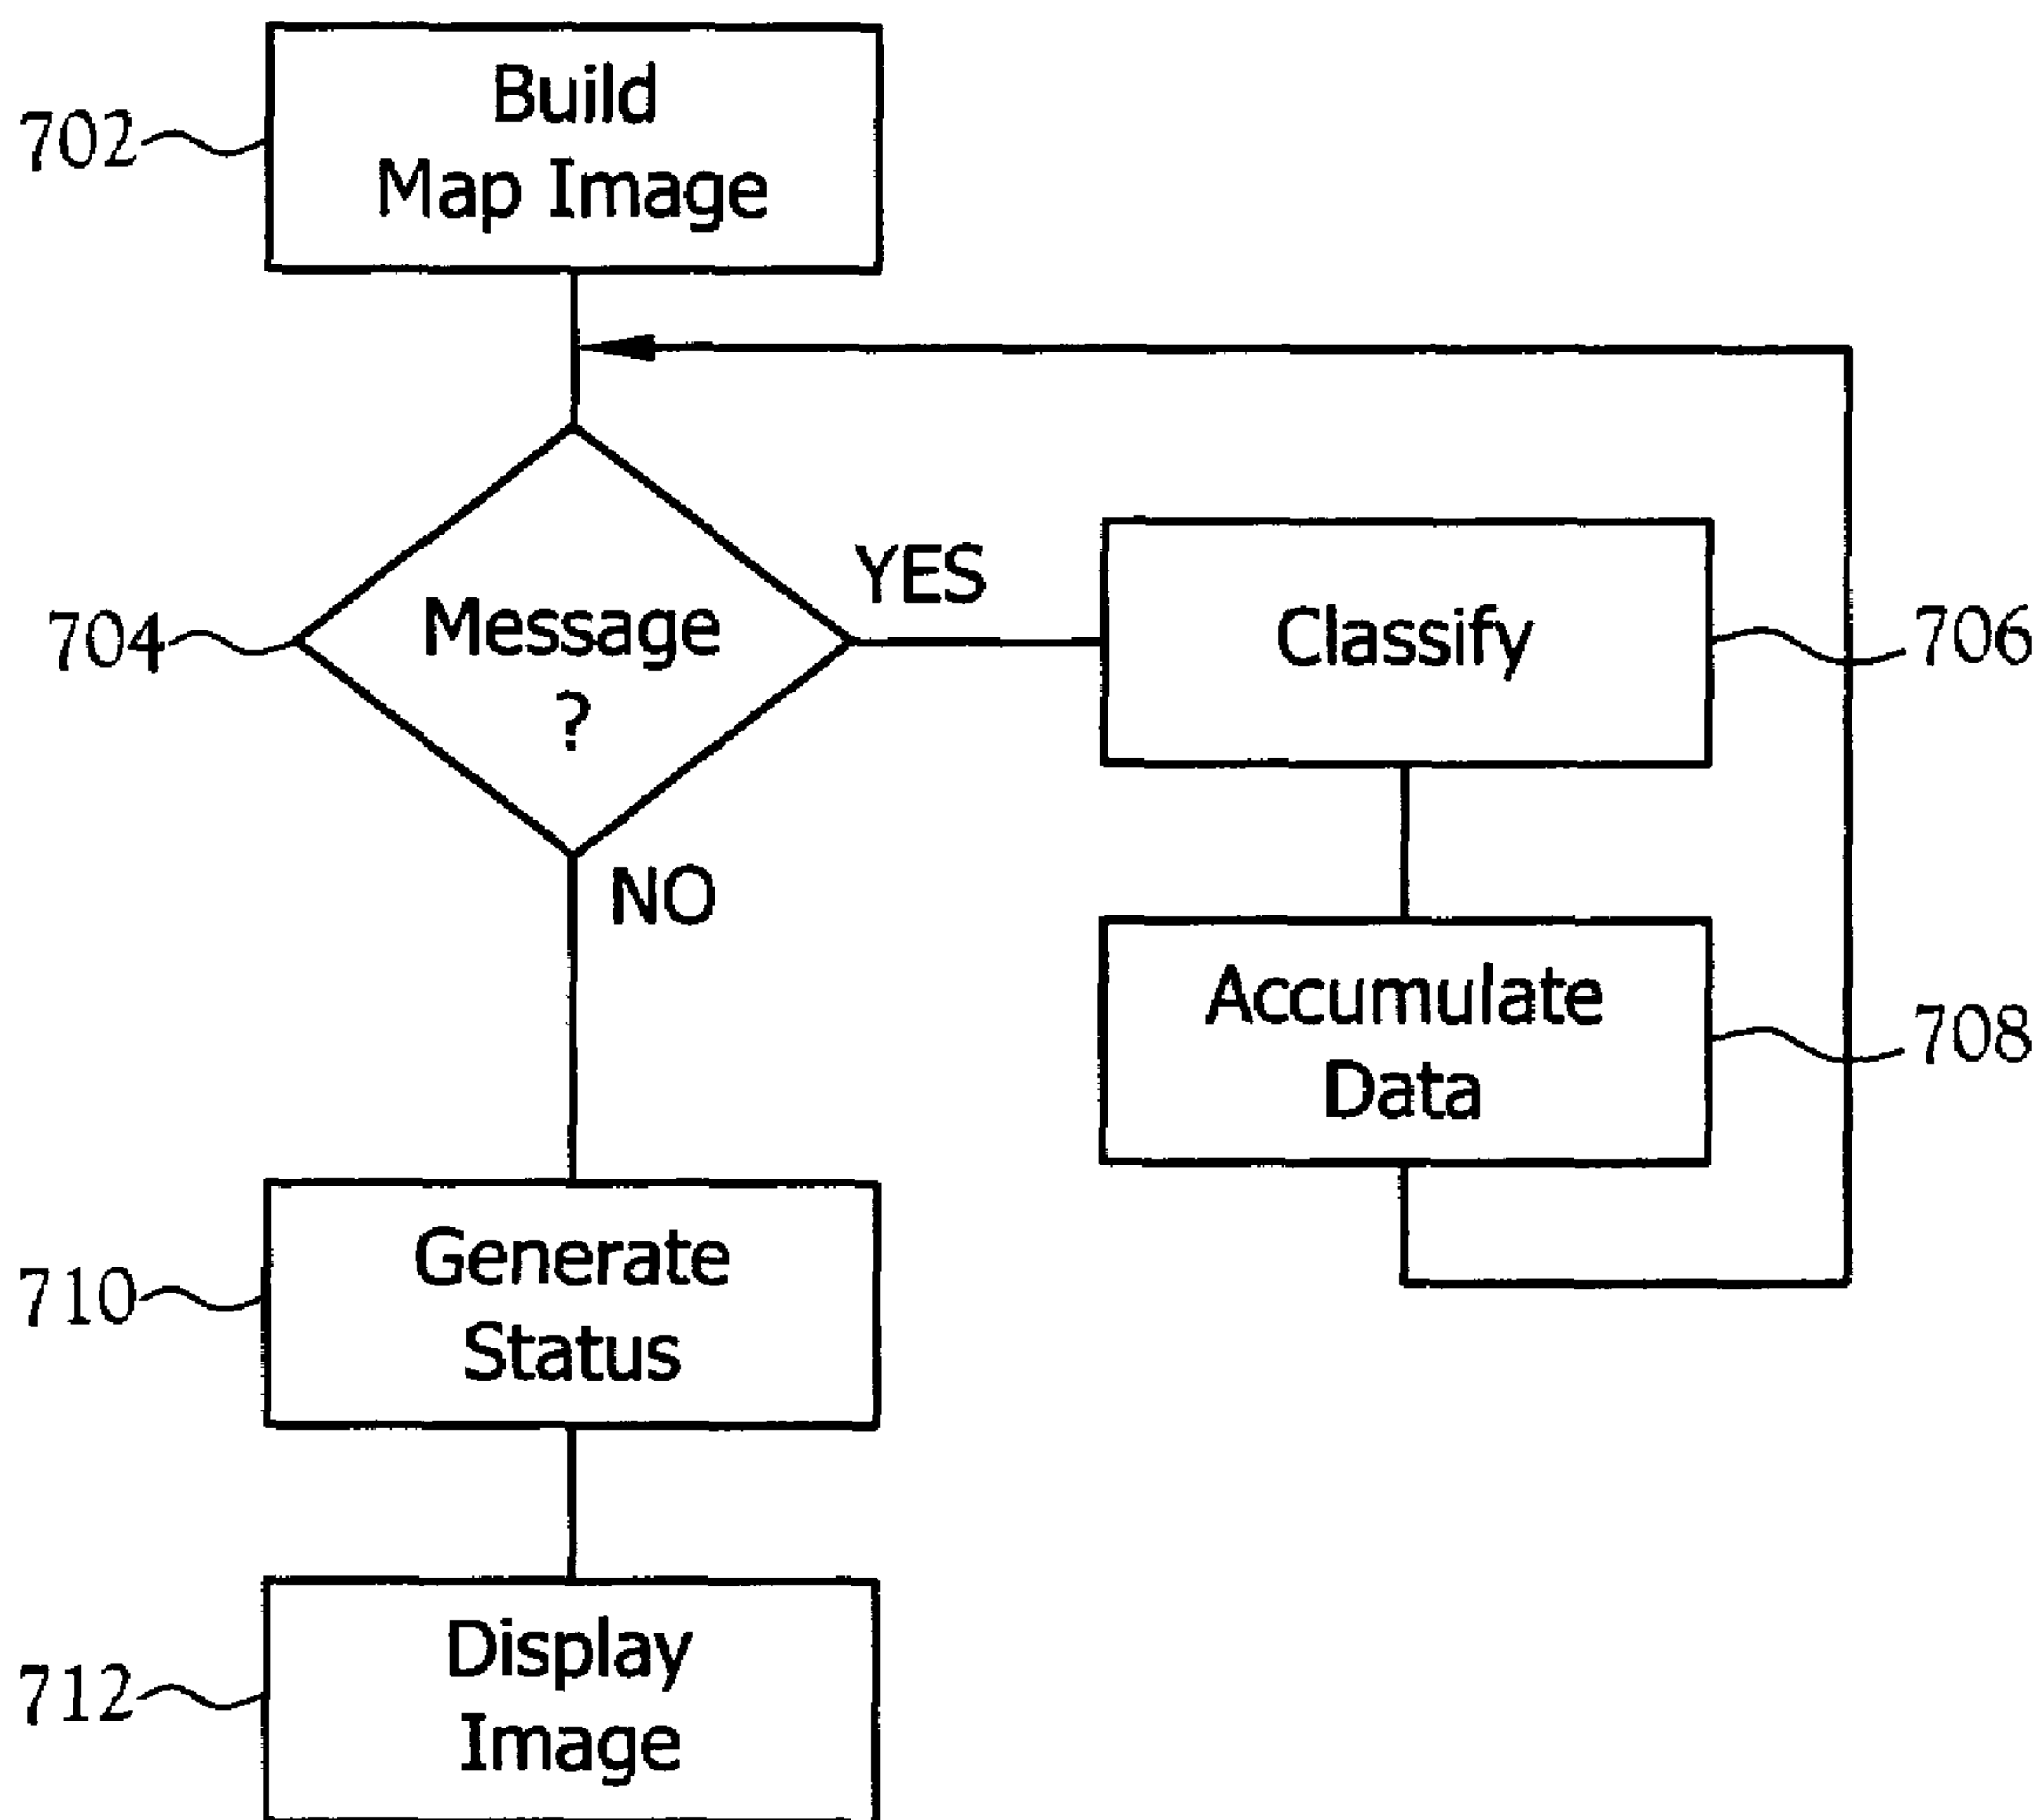 Build
Map Image
702
Message
?
704
YES
Classify
706
NO
Accumulate
Data
708
Generate
Status
710
Display
Image
712